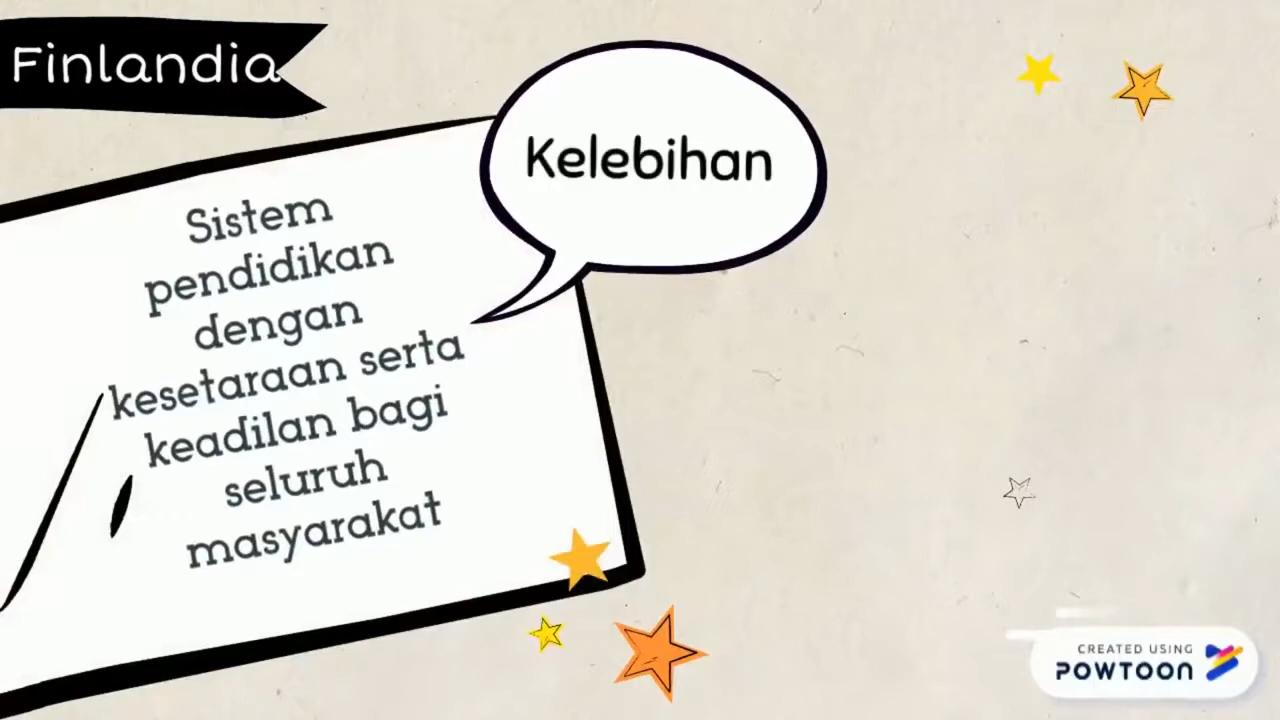 Finlandia
Kelebihan
Sistem
pendidikan
dengan
kesetaraan serta
keadilan bagi
seluruh
masyarakat
CREATED USING
POWTOON